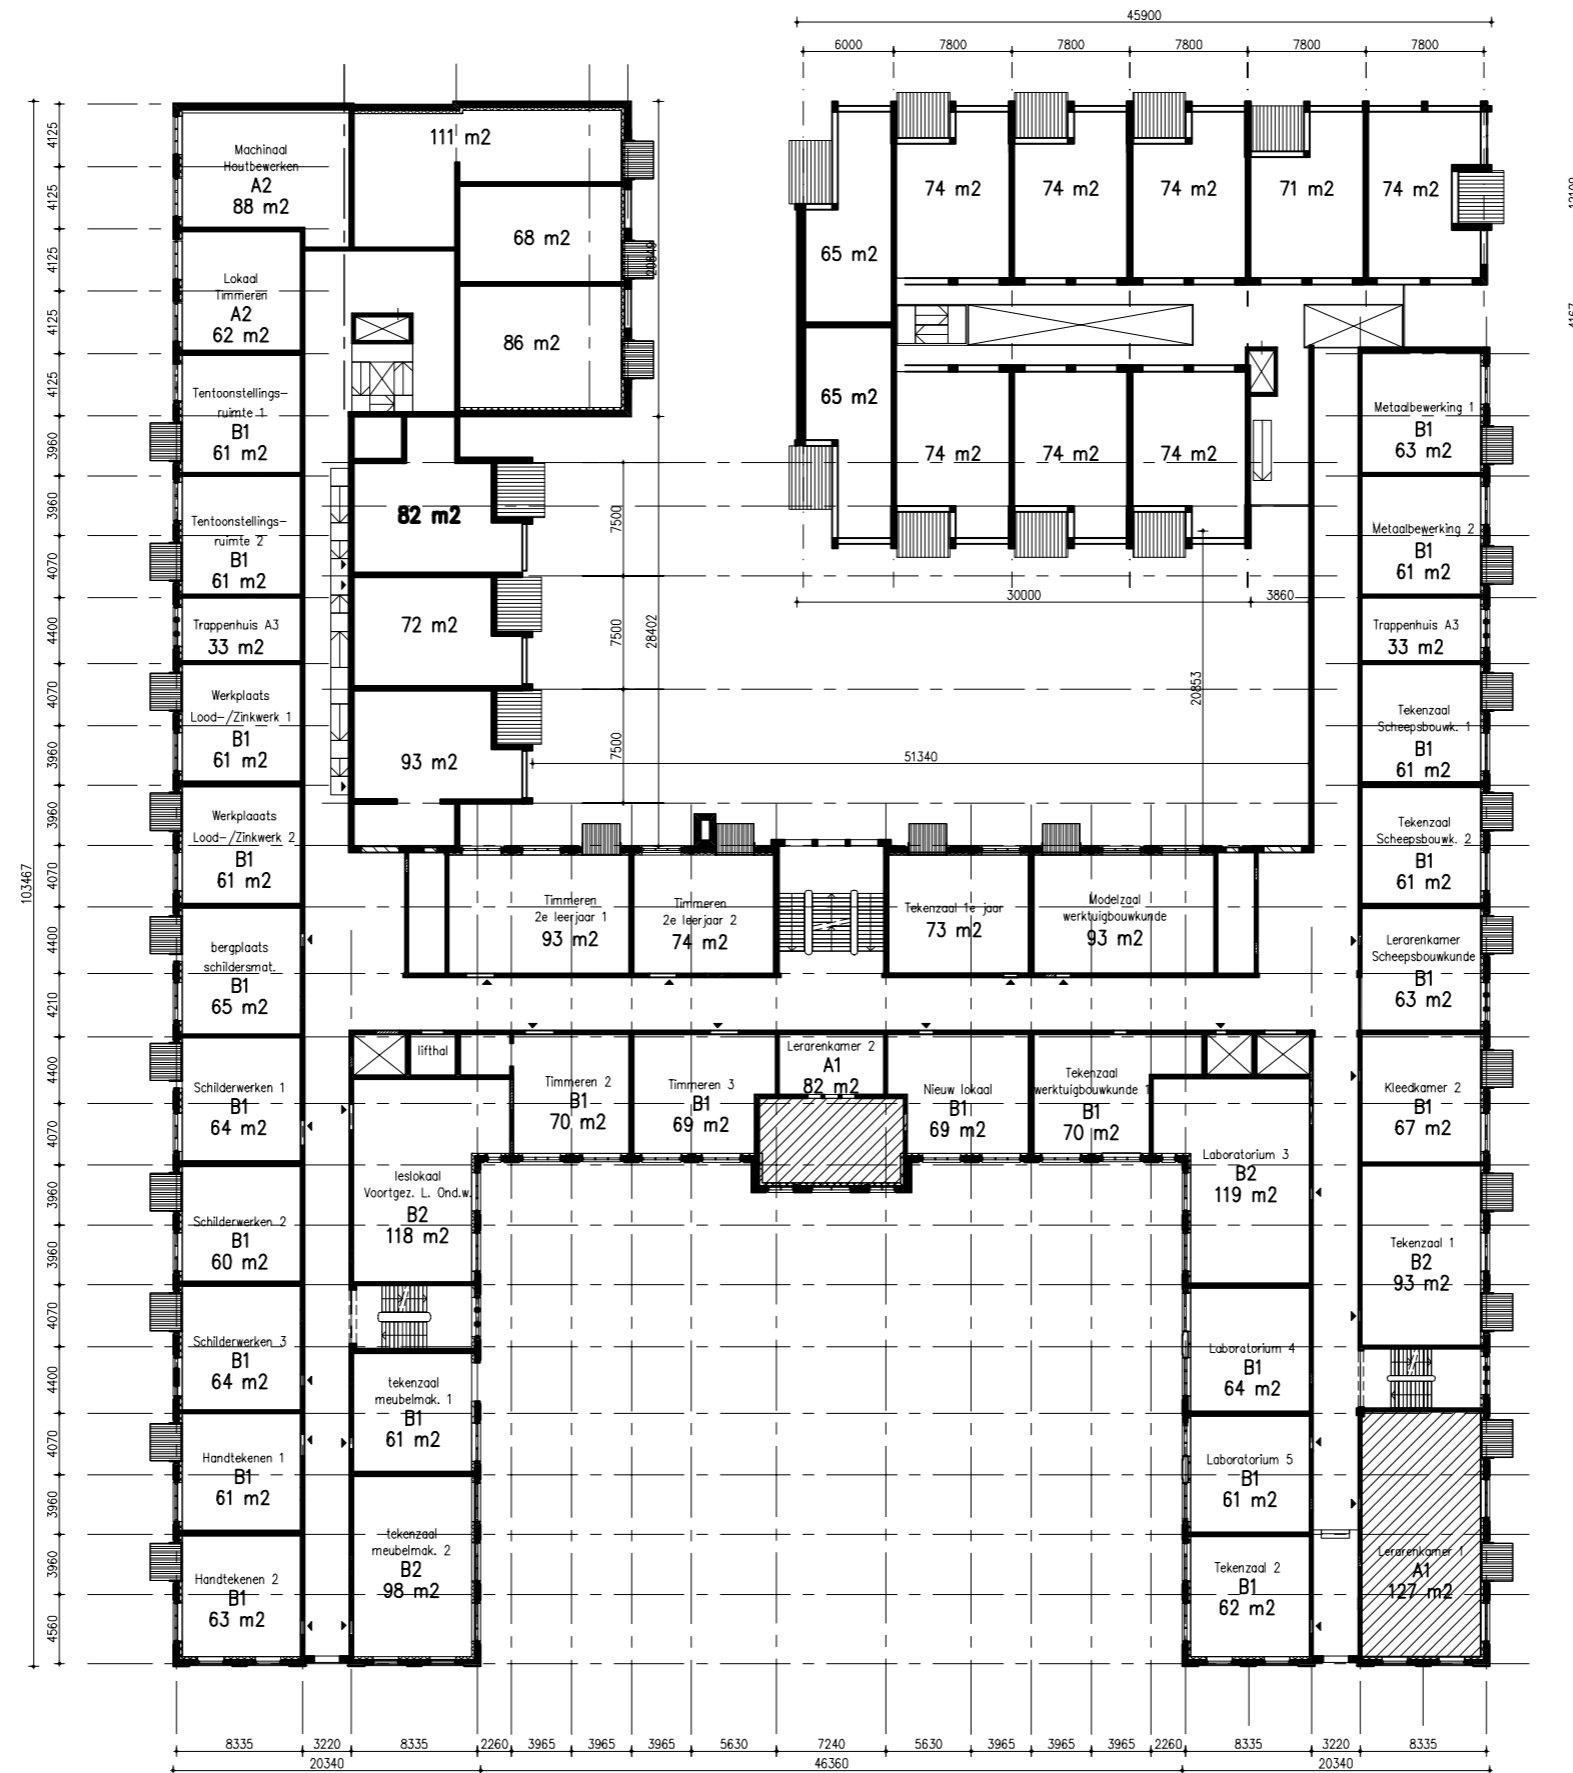 45900
6000
7800
7800
7800
7800
7800
4125
4125
4125
4125
4125
3960
3960
4070
4400
4070
3960
3960
4070
4400
4210
4400
4070
3960
3960
4070
4400
4070
3960
3960
4560
103467
Machinaal
Houtbewerken
A2
88 m2
111 m2
68 m2
86 m2
20849
Lokaal
Timmeren
A2
62 m2
Tentoonstellings-
ruimte 1
B1
61 m2
Tentoonstellings-
ruimte 2
B1
61 m2
Trappenhuis A3
33 m2
Werkplaats
Lood-/Zinkwerk 1
B1
61 m2
Werkplaaats
Lood-/Zinkwerk 2
B1
61 m2
bergplaats
schildersmat.
B1
65 m2
Schilderwerken 1
B1
64 m2
Schilderwerken 2
B1
60 m2
Schilderwerken 3
B1
64 m2
Handtekenen 1
B1
61 m2
Handtekenen 2
B1
63 m2
82 m2
72 m2
93 m2
7500
7500
7500
28402
65 m2
74 m2
74 m2
74 m2
71 m2
74 m2
65 m2
74 m2
74 m2
74 m2
12100
4167
30000
3860
20853
51340
Timmeren
2e leerjaar 1
93 m2
Timmeren
2e leerjaar 2
74 m2
Tekenzaal 1e jaar
73 m2
Modelzaal
werktuigbouwkunde
93 m2
lifthal
Timmeren 2
B1
70 m2
Timmeren 3
B1
69 m2
Lerarenkamer 2
A1
82 m2
Nieuw lokaal
B1
69 m2
Tekenzaal
werktuigbouwkunde 1
B1
70 m2
leslokaal
Voortgez. L. Ond.w.
B2
118 m2
tekenzaal
meubelmak. 1
B1
61 m2
tekenzaal
meubelmak. 2
B2
98 m2
Laboratorium 3
B2
119 m2
Laboratorium 4
B1
64 m2
Laboratorium 5
B1
61 m2
Tekenzaal 2
B1
62 m2
Metaalbewerking 1
B1
63 m2
Metaalbewerking 2
B1
61 m2
Trappenhuis A3
33 m2
Tekenzaal
Scheepsbouwk. 1
B1
61 m2
Tekenzaal
Scheepsbouwk. 2
B1
61 m2
Lerarenkamer
Scheepsbouwkunde
B1
63 m2
Kleedkamer 2
B1
67 m2
Tekenzaal 1
B2
93 m2
Lerarenkamer 1
A1
127 m2
8335
3220
8335
2260
3965
3965
3965
5630
7240
5630
3965
3965
3965
2260
8335
3220
8335
20340
46360
20340